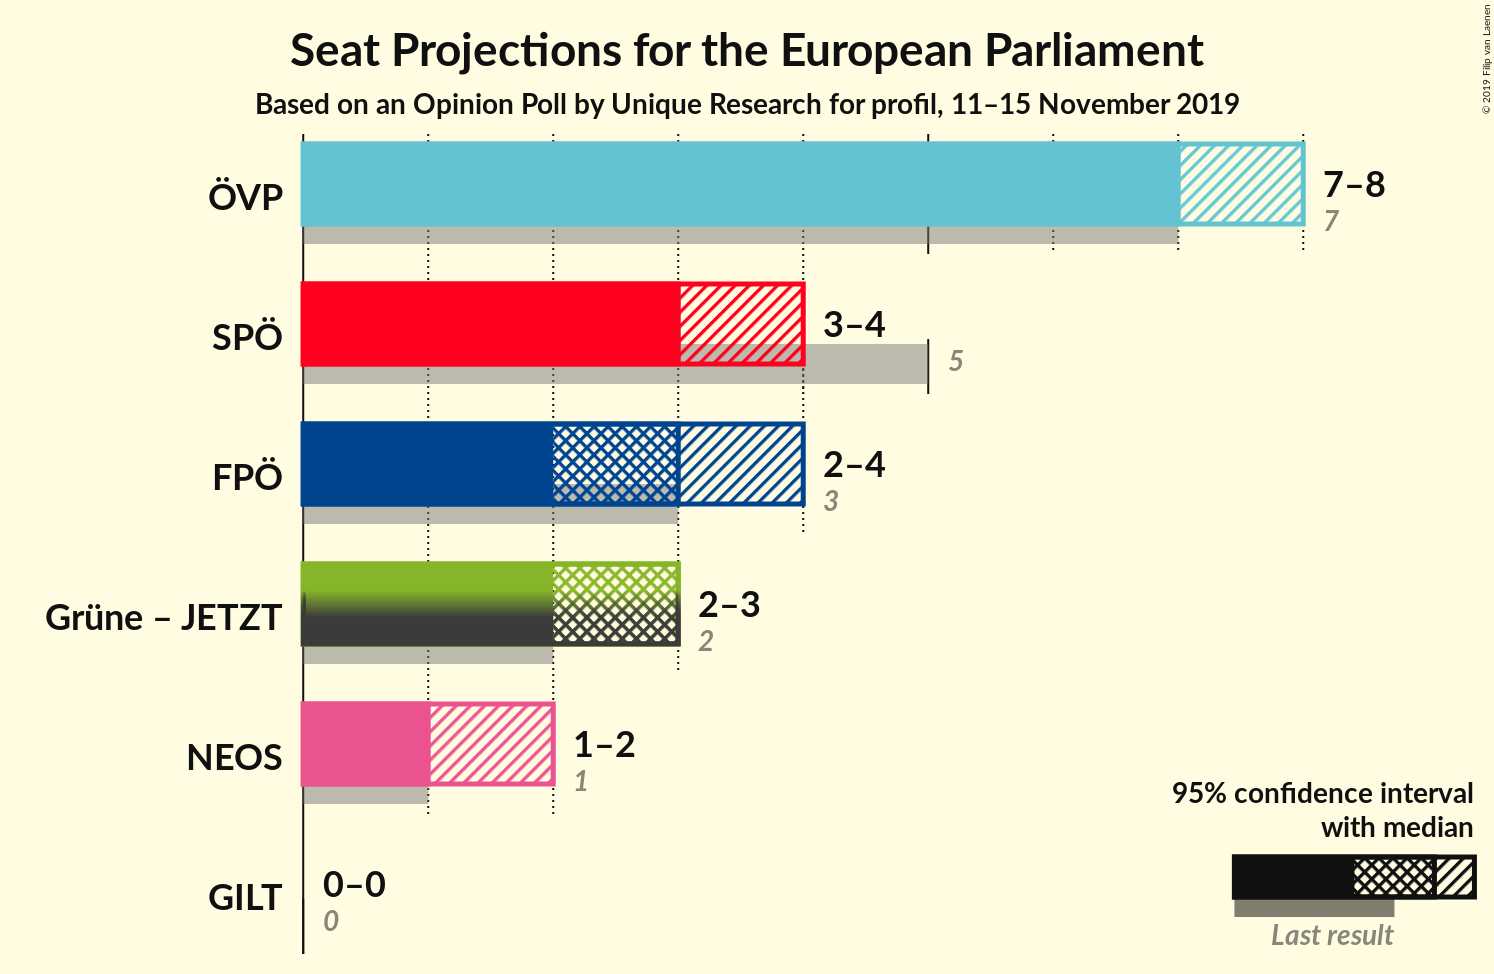 Seat Projections for the European Parliament
Based on an Opinion Poll by Unique Research for profil, 11–15 November 2019
© 2019 Filip van Laenen
ÖVP
7–8
7
SPÖ
3–4
5
FPÖ
2–4
3
Grüne – JETZT
2–3
2
NEOS
1–2
1
GILT
0–0
0
95% confidence interval
with median
Last result